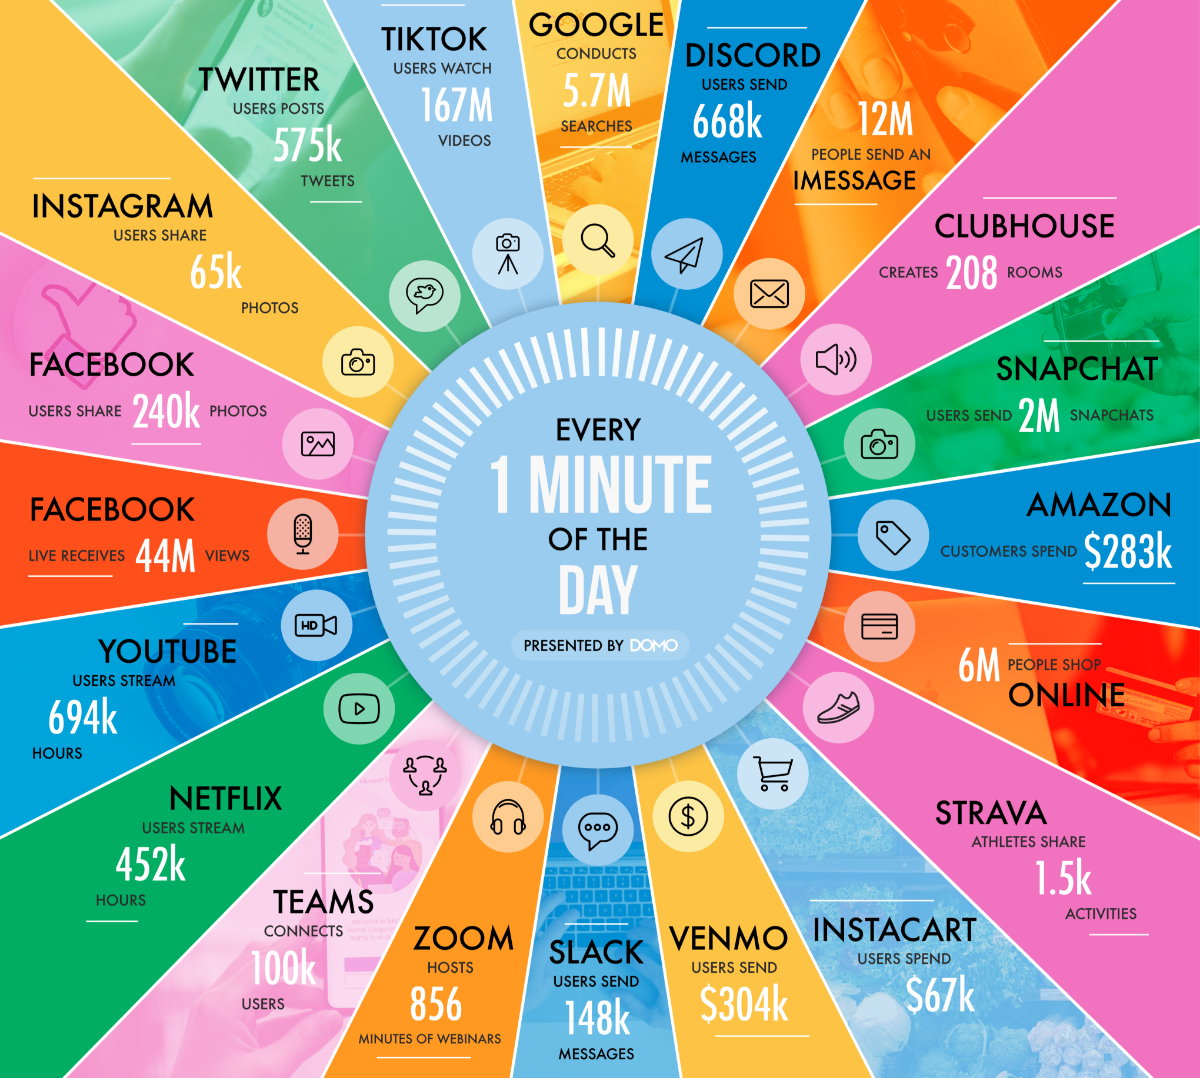 EVERY
1 MINUTE
OF THE
DAY
PRESENTED BY DOMO
GOOGLE
CONDUCTS
5.7M
SEARCHES
DISCORD
USERS SEND
668k
MESSAGES
12M
PEOPLE SEND AN
IMESSAGE
CLUBHOUSE
CREATES 208 ROOMS
SNAPCHAT
USERS SEND 2M SNAPCHATS
AMAZON
CUSTOMERS SPEND $283k
6M PEOPLE SHOP
ONLINE
STRAVA
ATHLETES SHARE
1.5k
ACTIVITIES
INSTACART
USERS SPEND
$67k
VENMO
USERS SEND
$304k
SLACK
USERS SEND
148k
MESSAGES
ZOOM
HOSTS
856
MINUTES OF WEBINARS
TEAMS
CONNECTS
100k
USERS
NETFLIX
USERS STREAM
452k
HOURS
YOUTUBE
USERS STREAM
694k
HOURS
HD
FACEBOOK
LIVE RECEIVES 44M VIEWS
FACEBOOK
USERS SHARE 240k PHOTOS
INSTAGRAM
USERS SHARE
65k
PHOTOS
TWITTER
USERS POSTS
575k
TWEETS
TIKTOK
USERS WATCH
167M
VIDEOS